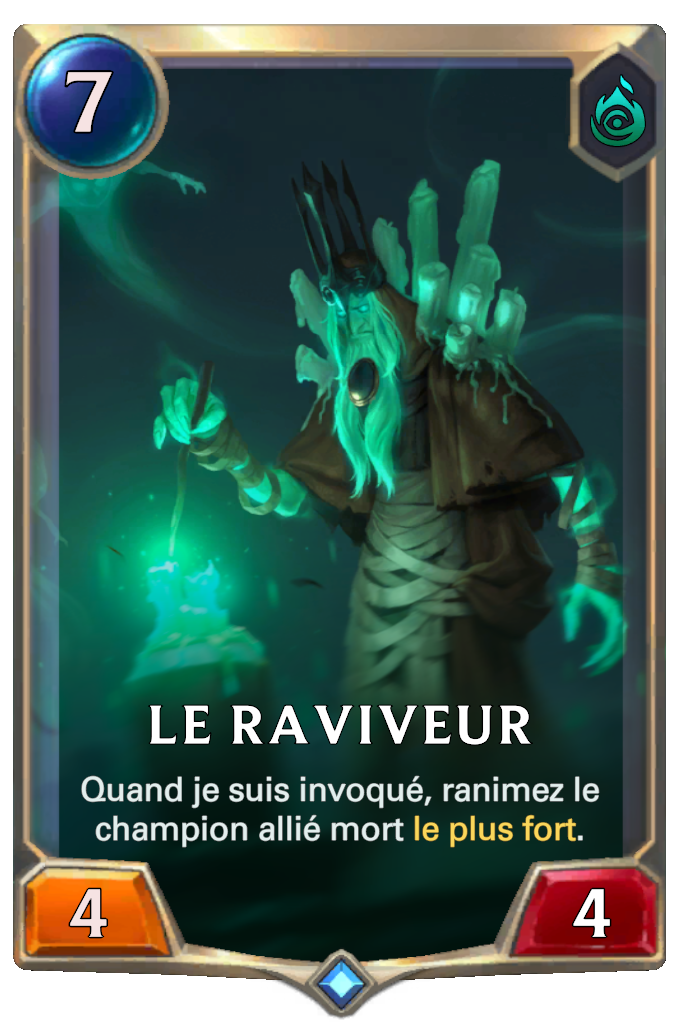 7
LE RAVIVEUR
Quand je suis invoqué, ranimez le
champion allié mort le plus fort.
4
4